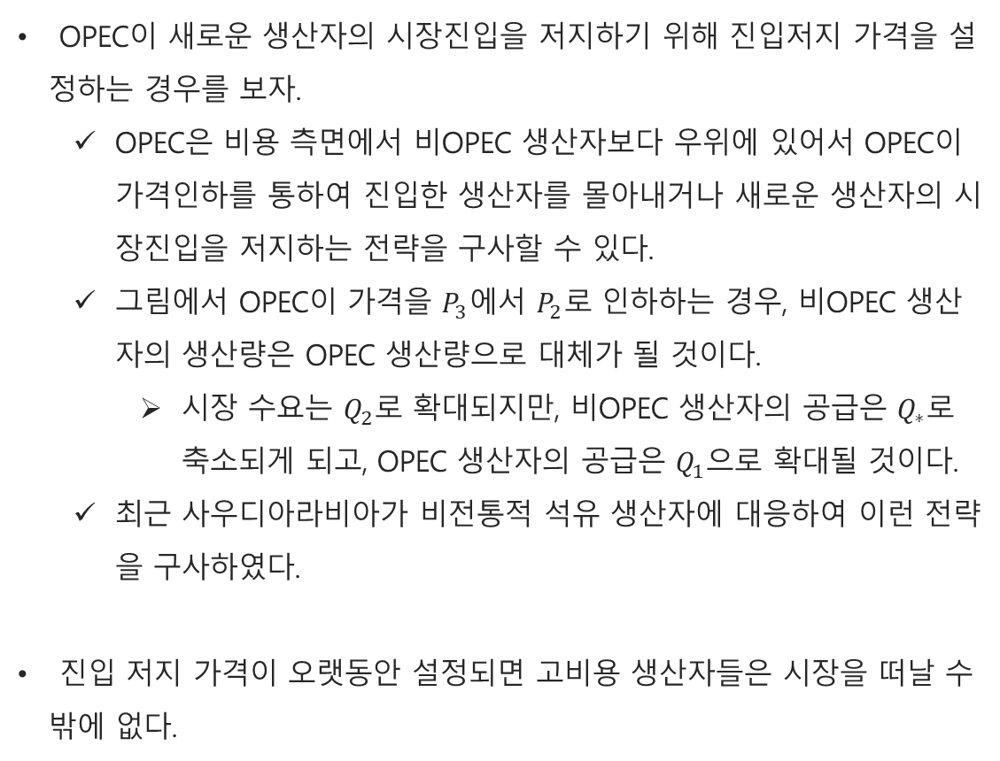 • OPEC이 새로운 생산자의 시장진입을 저지하기 위해 진입저지 가격을 설
정하는 경우를 보자.
✓ OPEC은 비용 측면에서 비OPEC 생산자보다 우위에 있어서 OPEC이
가격인하를 통하여 진입한 생산자를 몰아내거나 새로운 생산자의 시
장진입을 저지하는 전략을 구사할 수 있다.
✓ 그림에서 OPEC이 가격을 P₃에서 P₂로 인하하는 경우, 비OPEC 생산
자의 생산량은 OPEC 생산량으로 대체가 될 것이다.
➢ 시장 수요는 Q₂로 확대되지만, 비OPEC 생산자의 공급은 Q_*로
축소되게 되고, OPEC 생산자의 공급은 Q₁으로 확대될 것이다.
✓ 최근 사우디아라비아가 비전통적 석유 생산자에 대응하여 이런 전략
을 구사하였다.
• 진입 저지 가격이 오랫동안 설정되면 고비용 생산자들은 시장을 떠날 수
밖에 없다.